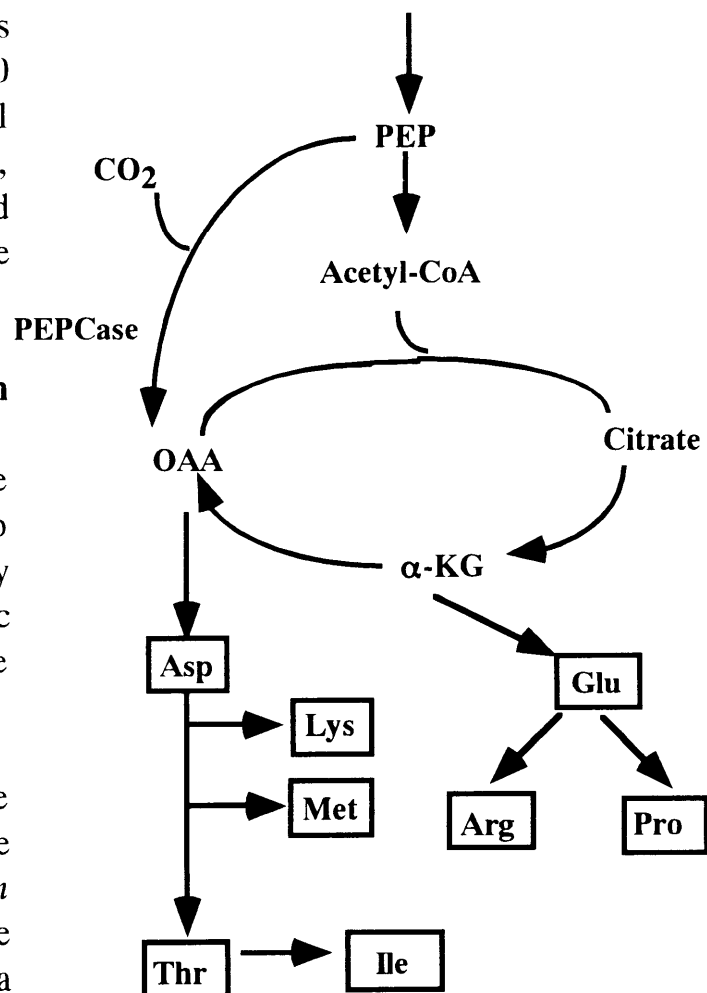 s
PEP
CO2
l
,
d
e
Acetyl-CoA
PEPCase
n
Citrate
OAA
e
α-KG
y
c
e
Asp
Glu
Lys
e
Met
Arg
Pro
e
n
e
Thr
Ile
a